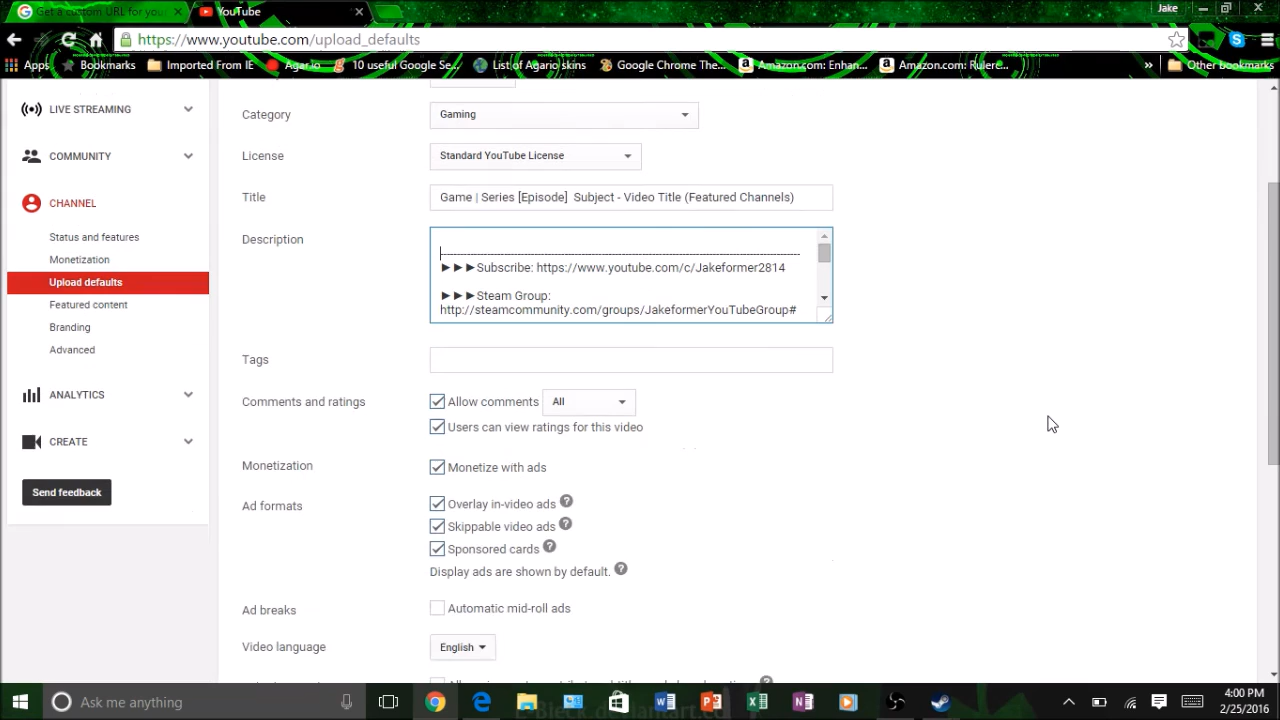 Get a custom URL for your
YouTube
Jake
https://www.youtube.com/upload_defaults
Apps
Bookmarks
Imported From IE
Agar.io
10 useful Google Se...
List of Agario skins
Google Chrome The...
Amazon.com: Enhan...
Amazon.com: Rulerc...
»
Other bookmarks
LIVE STREAMING
COMMUNITY
CHANNEL
Status and features
Monetization
Upload defaults
Featured content
Branding
Advanced
ANALYTICS
CREATE
Send feedback
Category
Gaming
License
Standard YouTube License
Title
Game | Series [Episode]  Subject - Video Title (Featured Channels)
Description
►►►Subscribe: https://www.youtube.com/c/Jakeformer2814
►►►Steam Group:
http://steamcommunity.com/groups/JakeformerYouTubeGroup#
Tags
Comments and ratings
Allow comments
All
Users can view ratings for this video
Monetization
Monetize with ads
Ad formats
Overlay in-video ads ?
Skippable video ads ?
Sponsored cards ?
Display ads are shown by default. ?
Ad breaks
Automatic mid-roll ads
Video language
English
Ask me anything
4:00 PM
2/25/2016